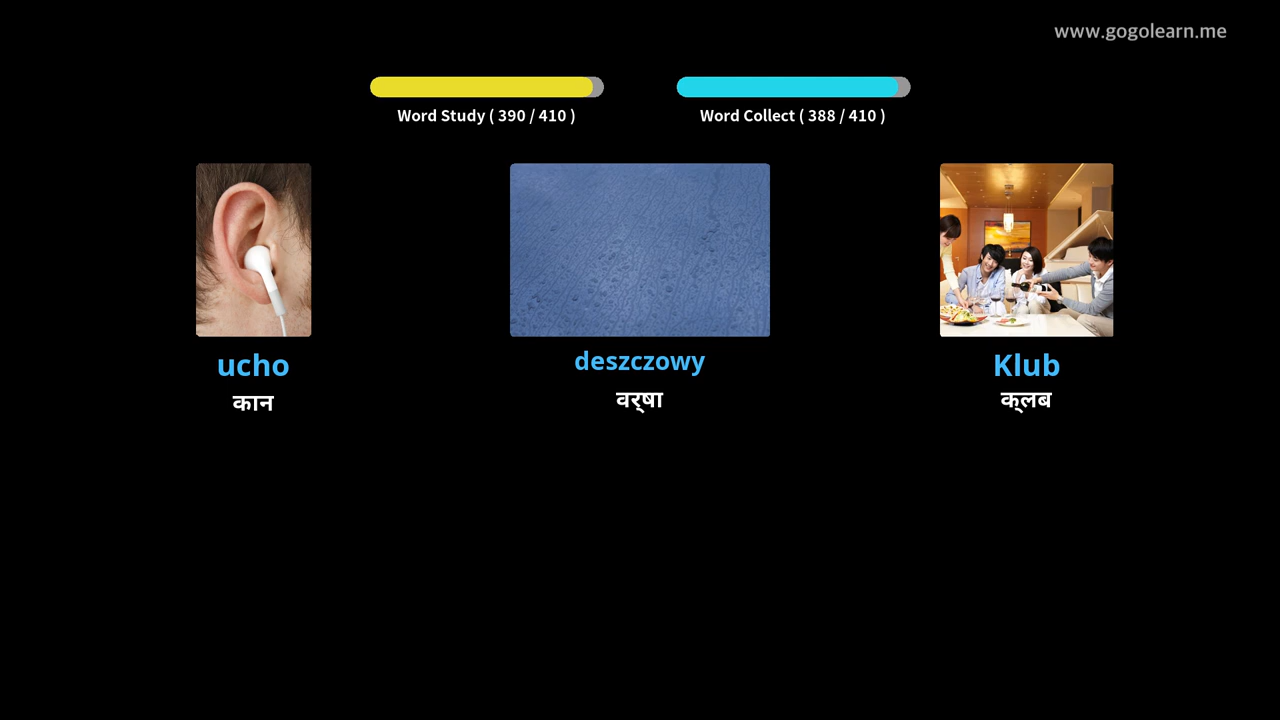 www.gogolearn.me
Word Study ( 390 / 410 )
Word Collect ( 388 / 410 )
ucho
deszczowy
Klub
कान
वर्षा
क्लब